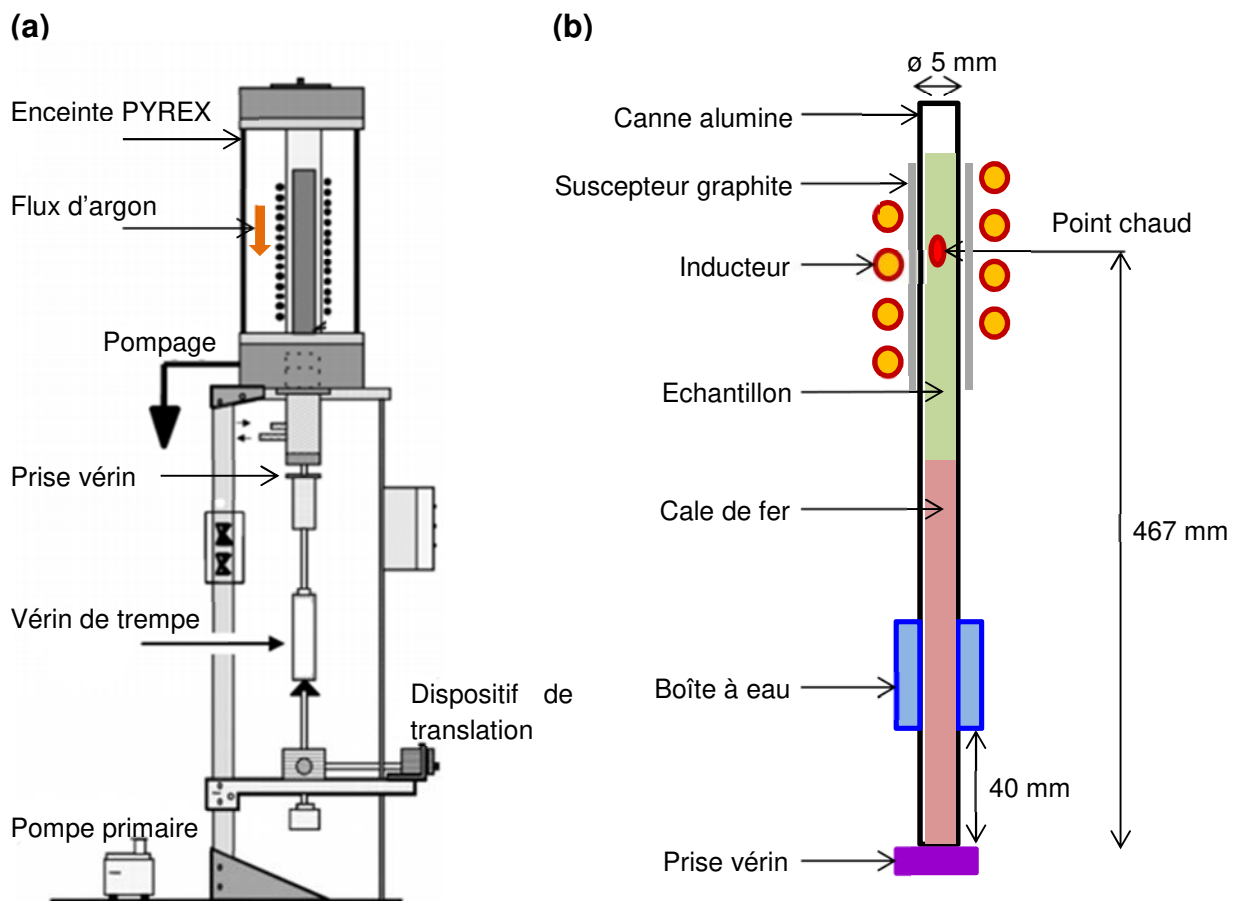 (a)
Enceinte PYREX
Flux d'argon
Pompage
Prise vérin
Vérin de trempe
Dispositif de
translation
Pompe primaire
(b)
ø 5 mm
Canne alumine
Suscepteur graphite
Point chaud
Inducteur
Echantillon
Cale de fer
467 mm
Boîte à eau
40 mm
Prise vérin